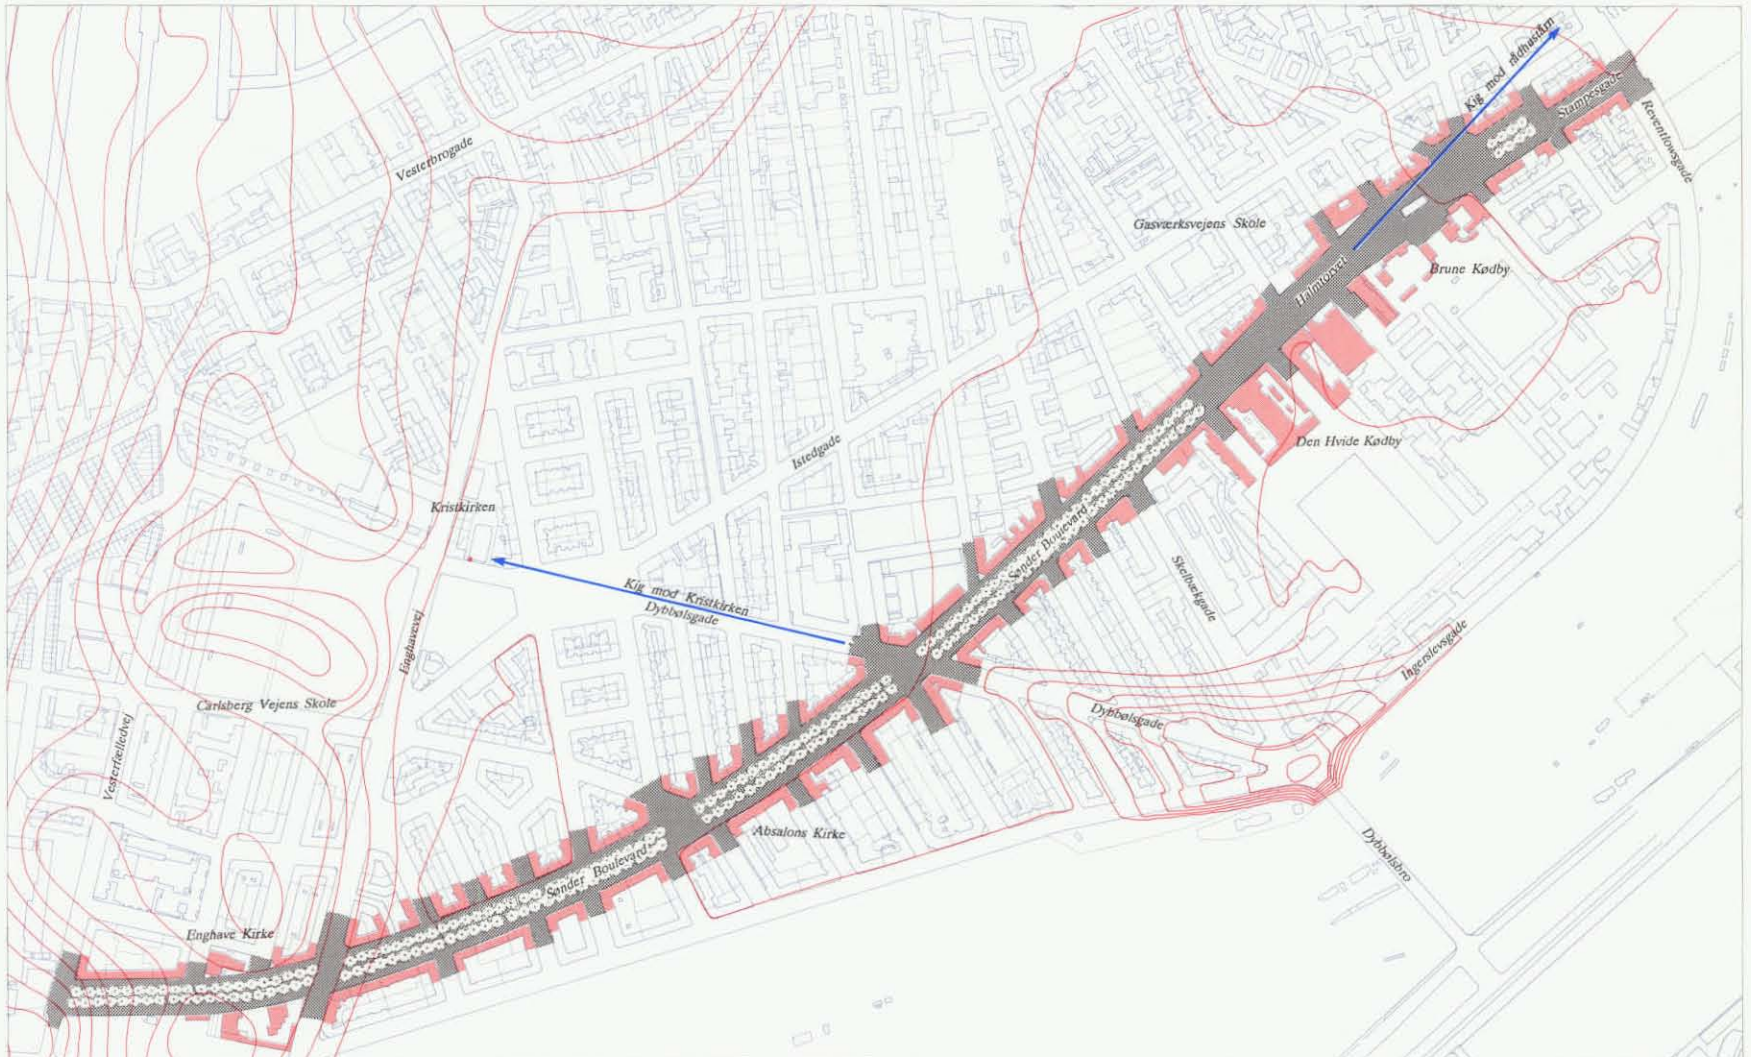 Kig mod rådhustårn
Stampesgade
Reventlowsgade
Vesterbrogade
Gasværksvejens Skole
Brune Kødby
Halmtorvet
Den Hvide Kødby
Istedgade
Kristkirken
Sønder Boulevard
Skelbækgade
Kig mod Kristkirken
Dybbølsgade
Enghavevej
Ingerslevsgade
Carlsberg Vejens Skole
Dybbølsgade
Vesterfælledvej
Absalons Kirke
Dybbølsbro
Sønder Boulevard
Enghave Kirke